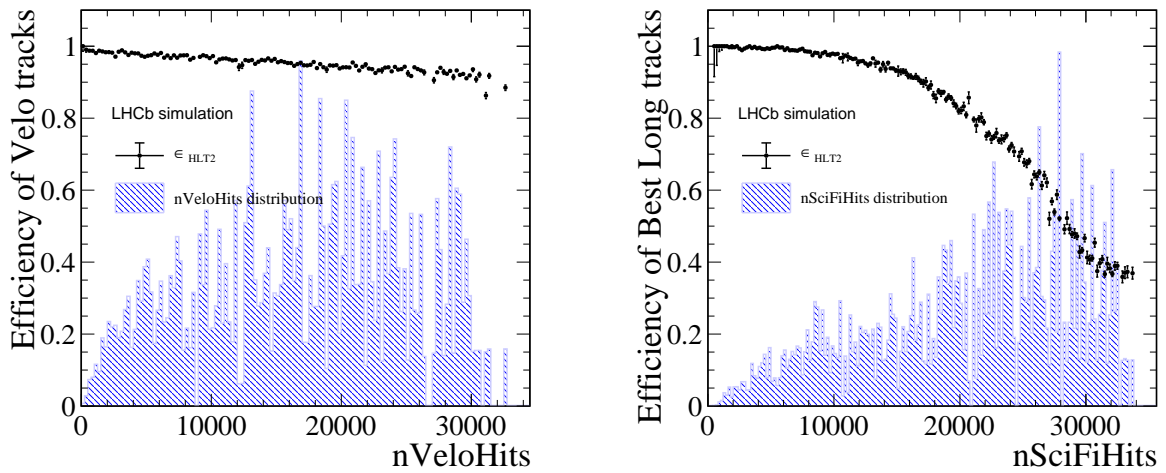 Efficiency of Velo tracks
1
0.8
0.6
0.4
0.2
0
LHCb simulation
∈ HLT2
nVeloHits distribution
0 10000 20000 30000
nVeloHits
Efficiency of Best Long tracks
1
0.8
0.6
0.4
0.2
0
LHCb simulation
∈ HLT2
nSciFiHits distribution
0 10000 20000 30000
nSciFiHits